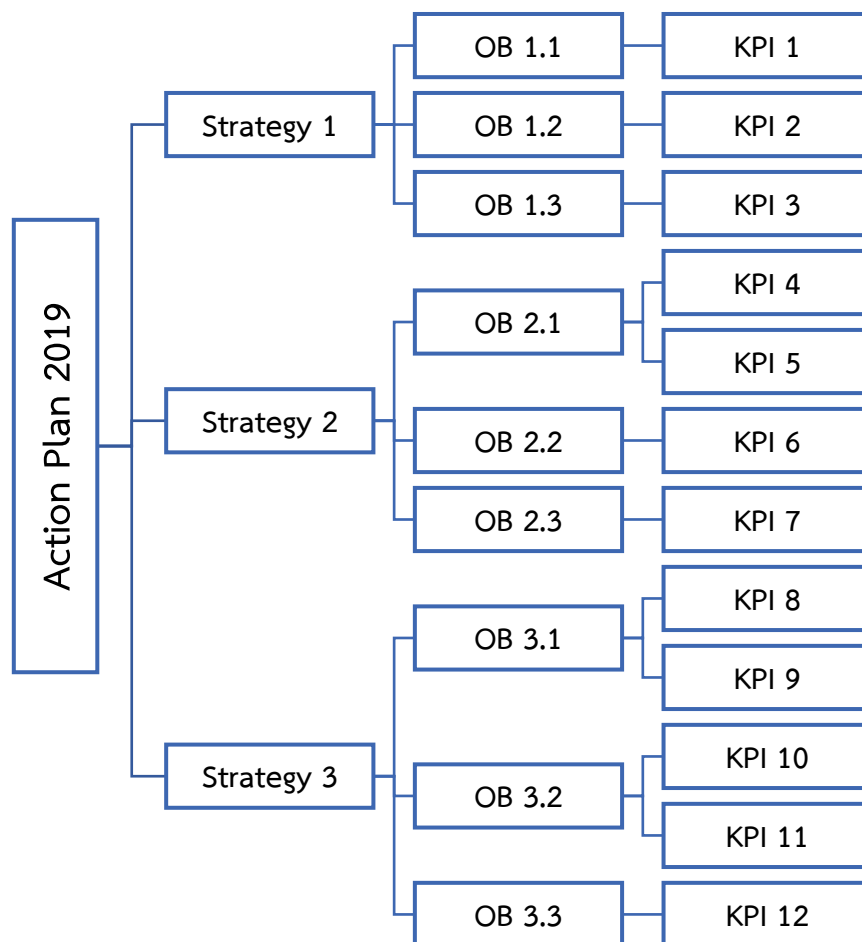 Action Plan 2019
Strategy 1
OB 1.1
KPI 1
OB 1.2
KPI 2
OB 1.3
KPI 3
Strategy 2
OB 2.1
KPI 4
KPI 5
OB 2.2
KPI 6
OB 2.3
KPI 7
Strategy 3
OB 3.1
KPI 8
KPI 9
OB 3.2
KPI 10
KPI 11
OB 3.3
KPI 12